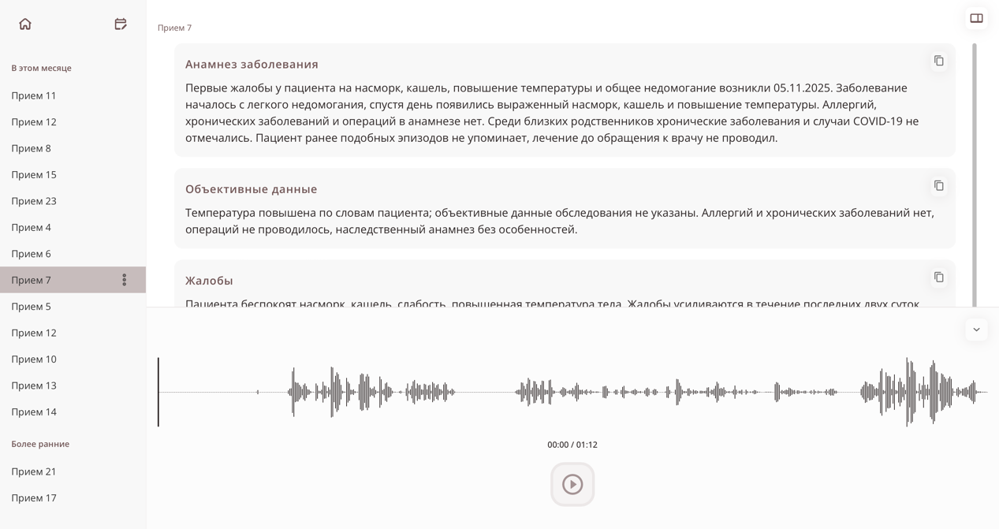 В этом месяце
Прием 11
Прием 12
Прием 8
Прием 15
Прием 23
Прием 4
Прием 6
Прием 7
Прием 5
Прием 12
Прием 10
Прием 13
Прием 14
Более ранние
Прием 21
Прием 17
Прием 7
Анамнез заболевания
Первые жалобы у пациента на насморк, кашель, повышение температуры и общее недомогание возникли 05.11.2025. Заболевание
началось с легкого недомогания, спустя день появились выраженный насморк, кашель и повышение температуры. Аллергий,
хронических заболеваний и операций в анамнезе нет. Среди близких родственников хронические заболевания и случаи COVID-19 не
отмечались. Пациент ранее подобных эпизодов не упоминает, лечение до обращения к врачу не проводил.
Объективные данные
Температура повышена по словам пациента; объективные данные обследования не указаны. Аллергий и хронических заболеваний нет,
операций не проводилось, наследственный анамнез без особенностей.
Жалобы
Пациента беспокоят насморк, кашель, слабость, повышенная температура тела. Жалобы усиливаются в течение последних двух суток.
00:00 / 01:12